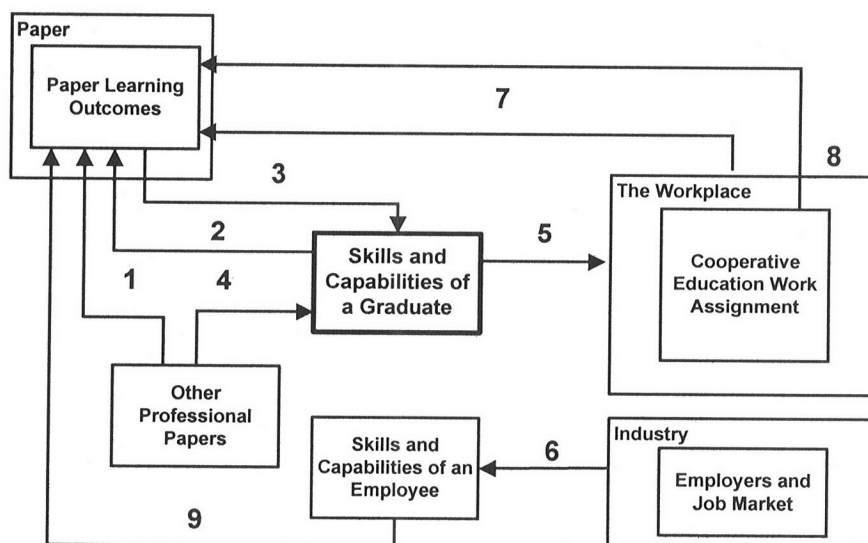 Paper
Paper Learning
Outcomes
7
8
3
The Workplace
2
5
Skills and
Capabilities of
a Graduate
Cooperative
Education Work
Assignment
1
4
Other
Professional
Papers
Skills and
Capabilities of an
Employee
6
Industry
Employers and
Job Market
9